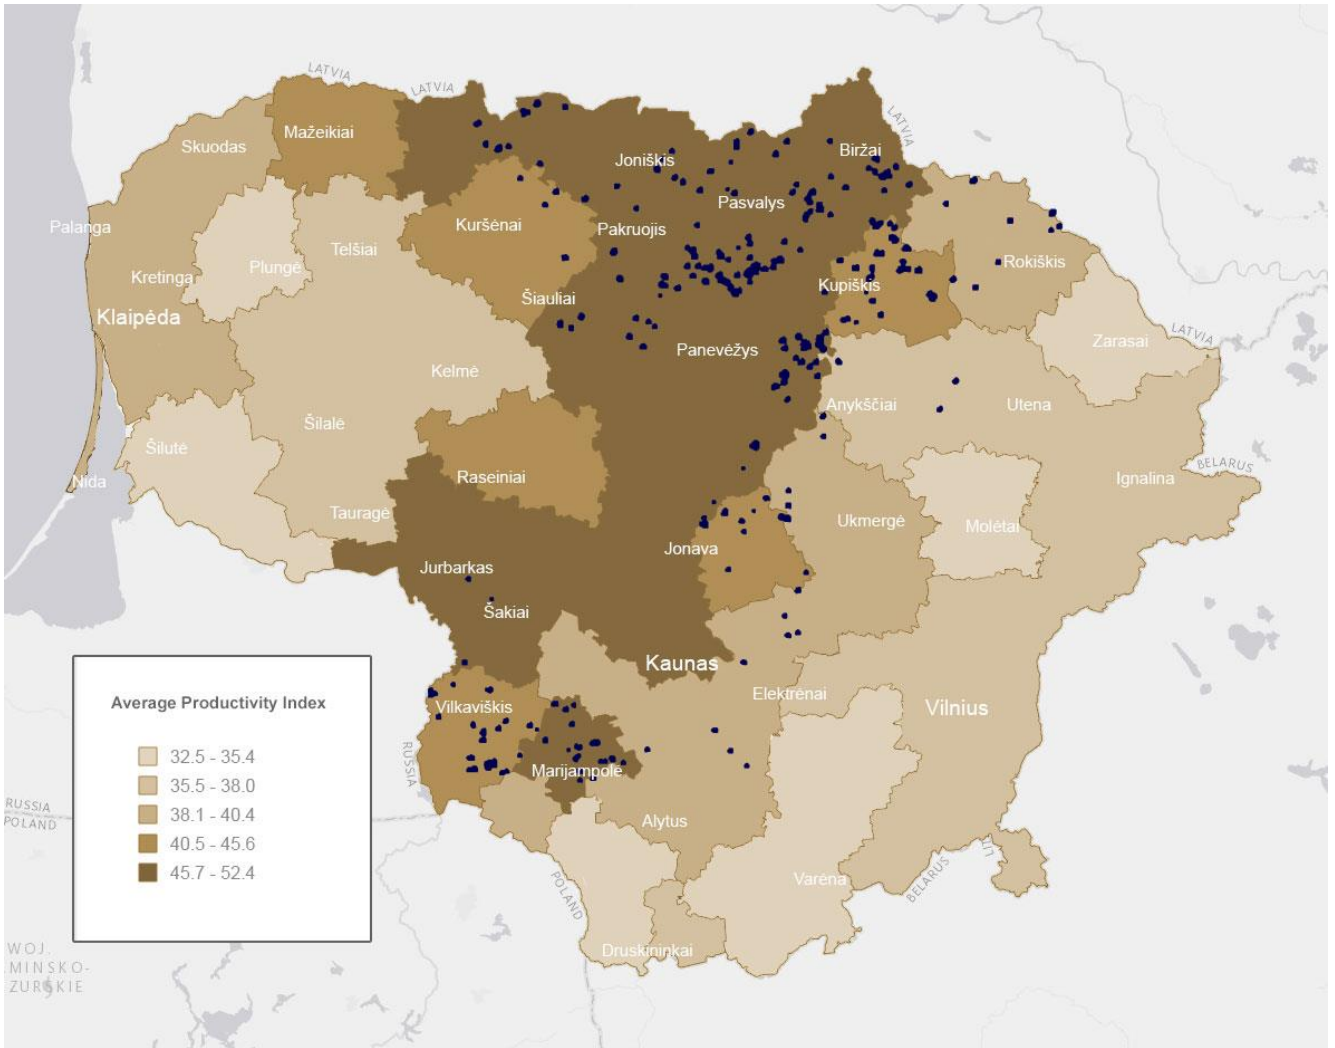 LATVIA
LATVIA
Mažeikiai
Skuodas
LATVIA
Joniškis
Biržai
Palanga
Kuršėnai
Pakruojis
Pasvalys
Telšiai
Plungė
Kretinga
Rokiškis
Kupiškis
Šiauliai
Klaipėda
Panevėžys
Zarasai
LATVIA
Kelmė
Anykščiai
Utena
Šilalė
Šilutė
BELARUS
Raseiniai
Nida
Ignalina
Tauragė
Ukmergė
Molėtai
Jonava
Jurbarkas
Šakiai
Kaunas
Elektrėnai
Vilkaviškis
Vilnius
RUSSIA
Marijampolė
Alytus
RUSSIA
POLAND
LIT
BELARUS
Varėna
POLAND
Druskininkai
WOJ.
.MINSKO-
ZURSKIE
Average Productivity Index
32.5 - 35.4
35.5 - 38.0
38.1 - 40.4
40.5 - 45.6
45.7 - 52.4